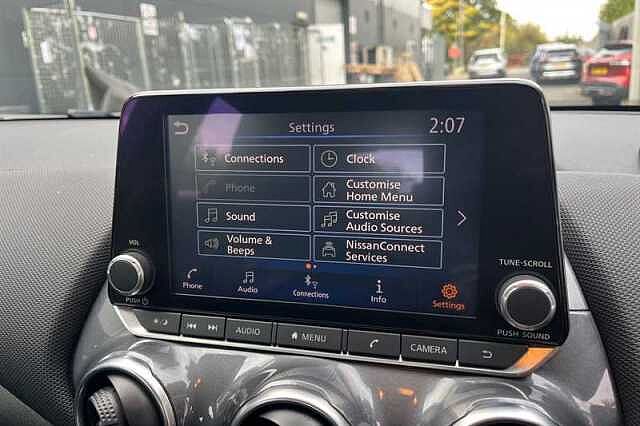 Settings
2:07
Connections
Clock
Phone
Customise
Home Menu
Sound
Customise
Audio Sources
Volume &
Beeps
NissanConnect
Services
Phone
Audio
Connections
Info
Settings
VOL
PUSH
TUNE-SCROLL
PUSH SOUND
AUDIO
MENU
CAMERA